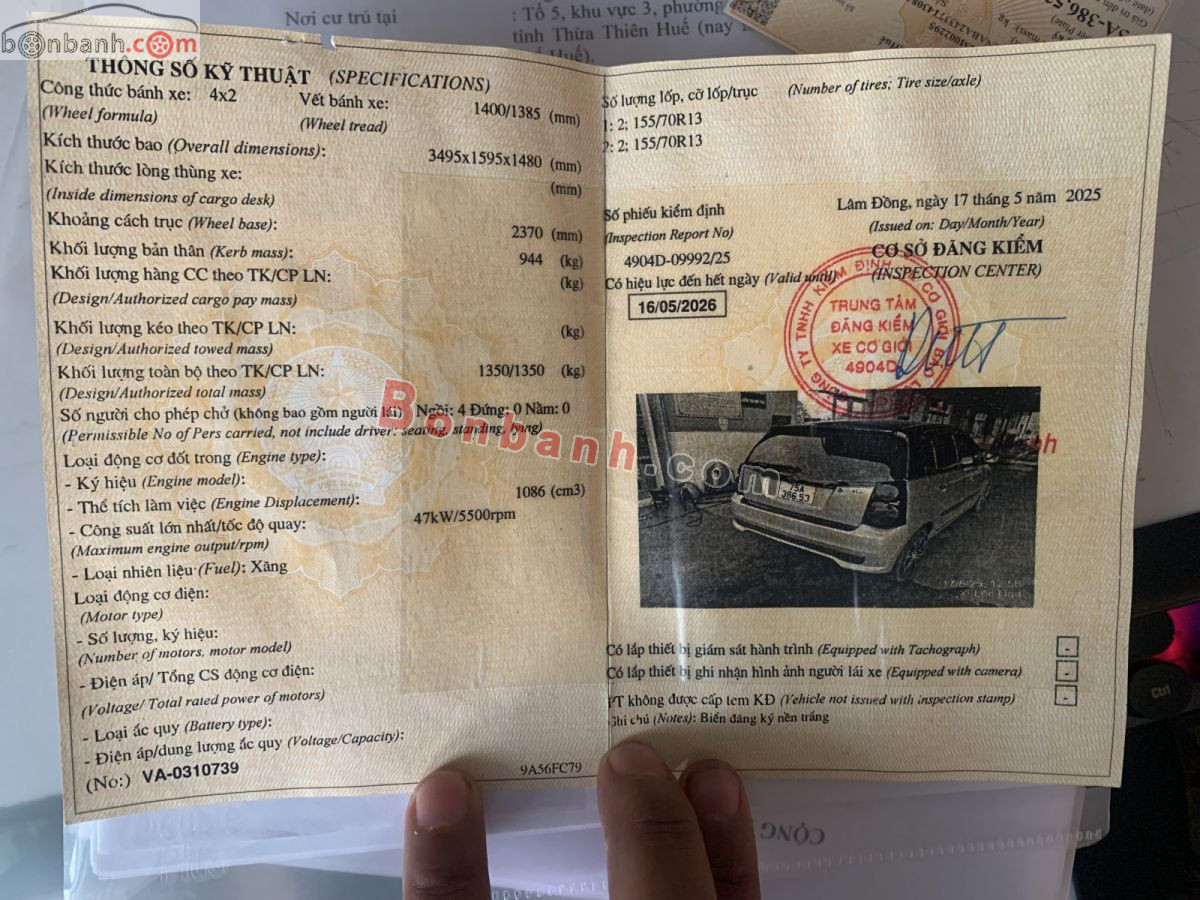 bonbanh.com
Nơi cư trú tại
: Tổ 5, khu vực 3, phường
tỉnh Thừa Thiên Huế (nay
Huế).
THÔNG SỐ KỸ THUẬT (SPECIFICATIONS)
Công thức bánh xe: 4x2 Vết bánh xe: 1400/1385 (mm)
(Wheel formula) (Wheel tread)
Kích thước bao (Overall dimensions): 3495x1595x1480 (mm)
Kích thước lòng thùng xe: (mm)
(Inside dimensions of cargo desk)
Khoảng cách trục (Wheel base): 2370 (mm)
Khối lượng bản thân (Kerb mass): 944 (kg)
Khối lượng hàng CC theo TK/CP LN: (kg)
(Design/Authorized cargo pay mass)
Khối lượng kéo theo TK/CP LN: (kg)
(Design/Authorized towed mass)
Khối lượng toàn bộ theo TK/CP LN: 1350/1350 (kg)
(Design/Authorized total mass)
Số người cho phép chở (không bao gồm người lái) Ngồi: 4 Đứng: 0 Nằm: 0
(Permissible No of Pers carried, not include driver: seating, standing, lying)
Loại động cơ đốt trong (Engine type):
- Ký hiệu (Engine model):
- Thể tích làm việc (Engine Displacement): 1086 (cm3)
- Công suất lớn nhất/tốc độ quay: 47kW/5500rpm
(Maximum engine output/rpm)
- Loại nhiên liệu (Fuel): Xăng
Loại động cơ điện:
(Motor type)
- Số lượng, ký hiệu:
(Number of motors, motor model)
- Điện áp/ Tổng CS động cơ điện:
(Voltage/ Total rated power of motors)
- Loại ắc quy (Battery type):
- Điện áp/dung lượng ắc quy (Voltage/Capacity):
(No:) VA-0310739
9A56FC79
Số lượng lốp, cỡ lốp/trục (Number of tires; Tire size/axle)
1: 2; 155/70R13
2: 2; 155/70R13
Số phiếu kiểm định
(Inspection Report No)
4904D-09992/25
Có hiệu lực đến hết ngày (Valid until)
16/05/2026
Lâm Đồng, ngày 17 tháng 5 năm 2025
(Issued on: Day/Month/Year)
CƠ SỞ ĐĂNG KIỂM
(INSPECTION CENTER)
TRUNG TÂM
ĐĂNG KIỂM
XE CƠ GIỚI
4904D
Bonbanh.com
75A
386.53
17/5/25, 12:58
Có lắp thiết bị giám sát hành trình (Equipped with Tachograph) -
Có lắp thiết bị ghi nhận hình ảnh người lái xe (Equipped with camera) -
PT không được cấp tem KĐ (Vehicle not issued with inspection stamp) -
Ghi chú (Notes): Biển đăng ký nền trắng
CỘNG
Ctrl